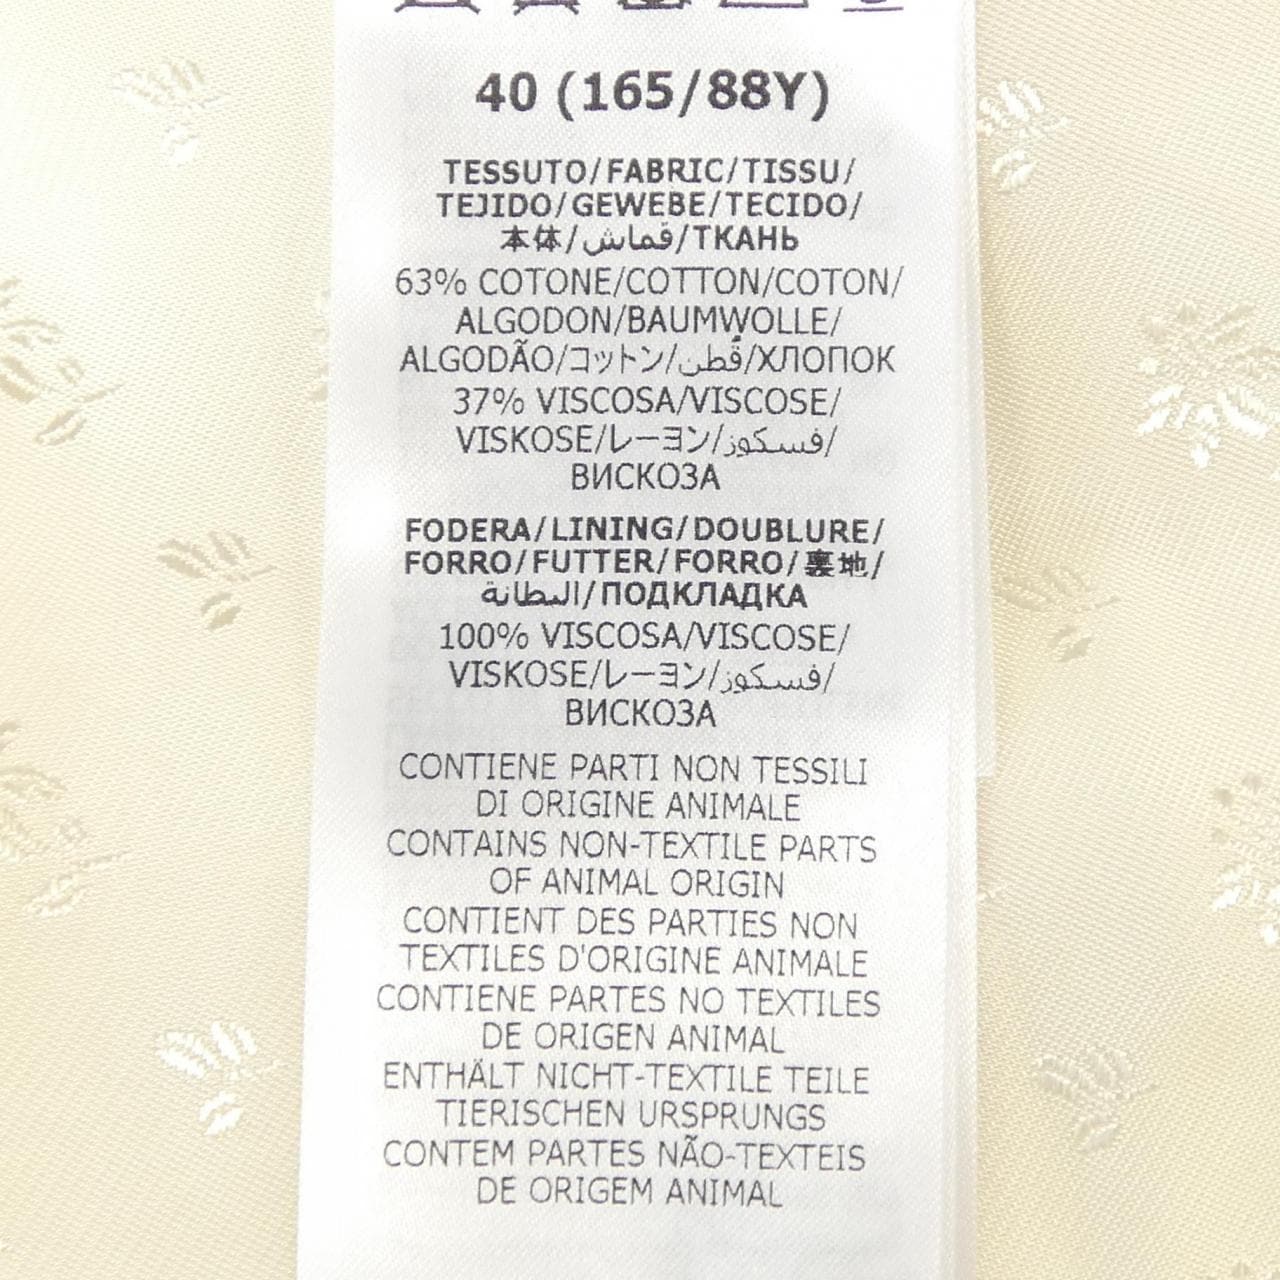 40 (165/88Y)
TESSUTO/FABRIC/TISSU/
TEJIDO/GEWEBE/TECIDO/
本体/قماش/ТКАНЬ
63% COTONE/COTTON/COTON/
ALGODON/BAUMWOLLE/
ALGODÃO/コットン/قُطن/ХЛОПОК
37% VISCOSA/VISCOSE/
VISKOSE/レーヨン/فسكوز/
ВИСКОЗА
FODERA/LINING/DOUBLURE/
FORRO/FUTTER/FORRO/裏地/
البطانة/ПОДКЛАДКА
100% VISCOSA/VISCOSE/
VISKOSE/レーヨン/فسكوز/
ВИСКОЗА
CONTIENE PARTI NON TESSILI
DI ORIGINE ANIMALE
CONTAINS NON-TEXTILE PARTS
OF ANIMAL ORIGIN
CONTIENT DES PARTIES NON
TEXTILES D'ORIGINE ANIMALE
CONTIENE PARTES NO TEXTILES
DE ORIGEN ANIMAL
ENTHÄLT NICHT-TEXTILE TEILE
TIERISCHEN URSPRUNGS
CONTEM PARTES NÃO-TEXTEIS
DE ORIGEM ANIMAL